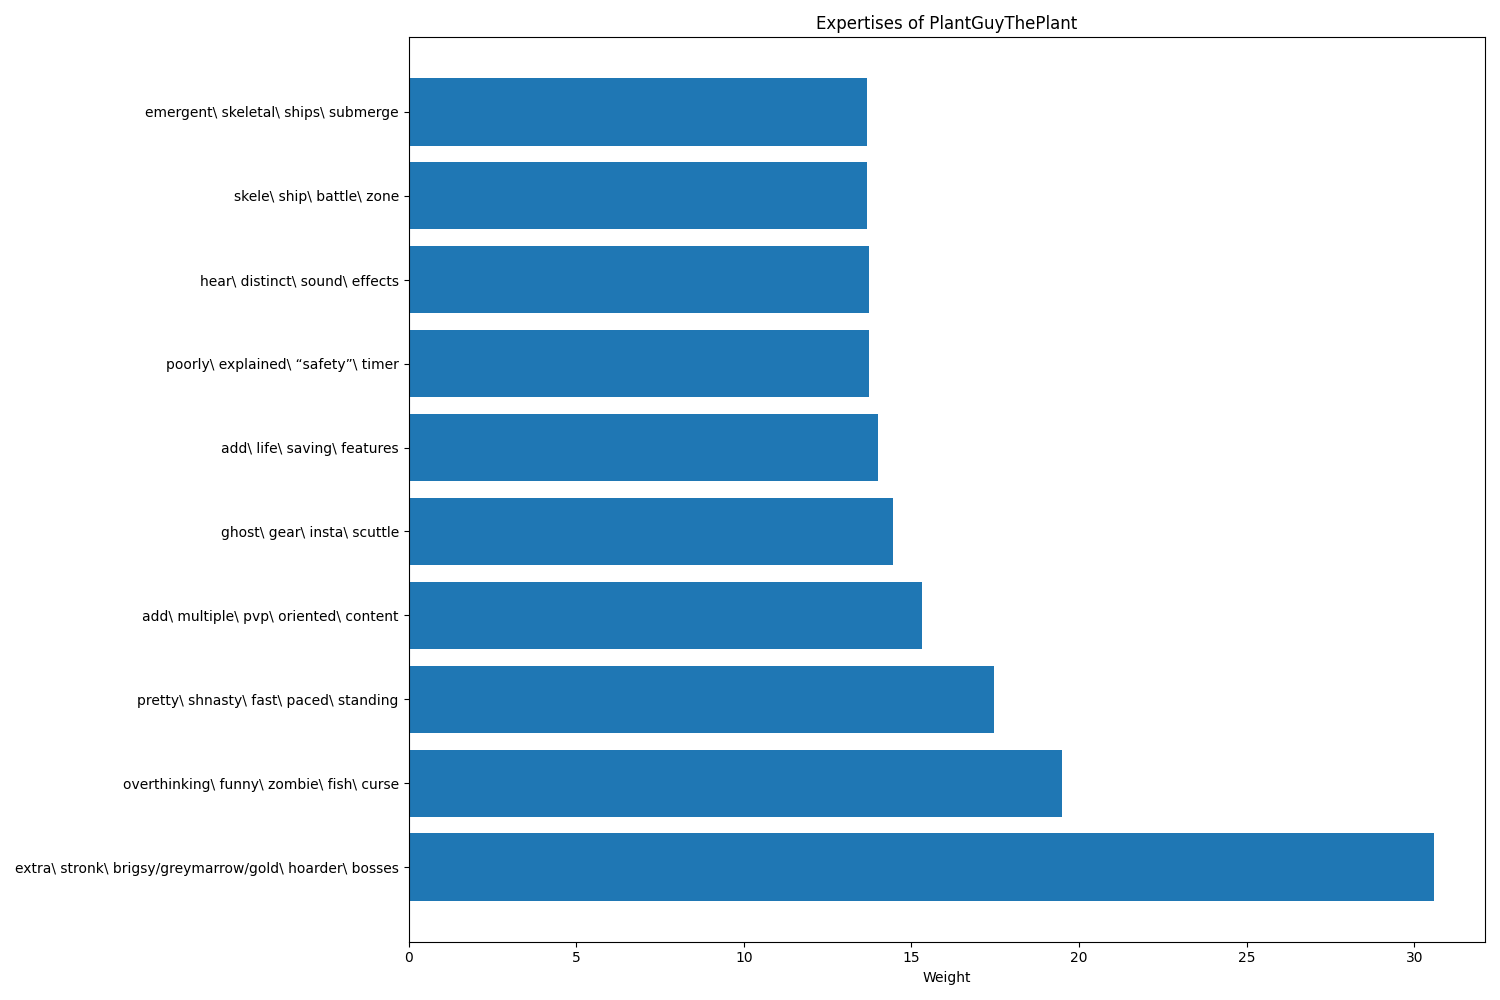 Expertises of PlantGuyThePlant
emergent\ skeletal\ ships\ submerge
skele\ ship\ battle\ zone
hear\ distinct\ sound\ effects
poorly\ explained\ “safety”\ timer
add\ life\ saving\ features
ghost\ gear\ insta\ scuttle
add\ multiple\ pvp\ oriented\ content
pretty\ shnasty\ fast\ paced\ standing
overthinking\ funny\ zombie\ fish\ curse
extra\ stronk\ brigsy/greymarrow/gold\ hoarder\ bosses
0 5 10 15 20 25 30
Weight